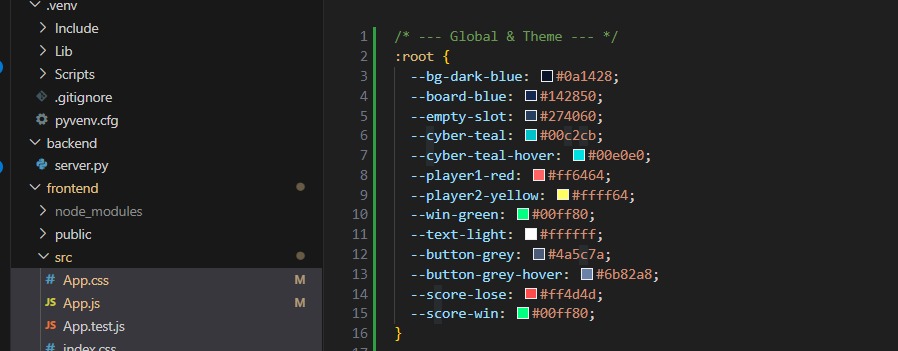 .venv
Include
Lib
Scripts
.gitignore
pyvenv.cfg
backend
server.py
frontend
node_modules
public
src
# App.css M
JS App.js M
JS App.test.js
# index.css
1 /* --- Global & Theme --- */
2 :root {
3 --bg-dark-blue: #0a1428;
4 --board-blue: #142850;
5 --empty-slot: #274060;
6 --cyber-teal: #00c2cb;
7 --cyber-teal-hover: #00e0e0;
8 --player1-red: #ff6464;
9 --player2-yellow: #ffff64;
10 --win-green: #00ff80;
11 --text-light: #ffffff;
12 --button-grey: #4a5c7a;
13 --button-grey-hover: #6b82a8;
14 --score-lose: #ff4d4d;
15 --score-win: #00ff80;
16 }
17